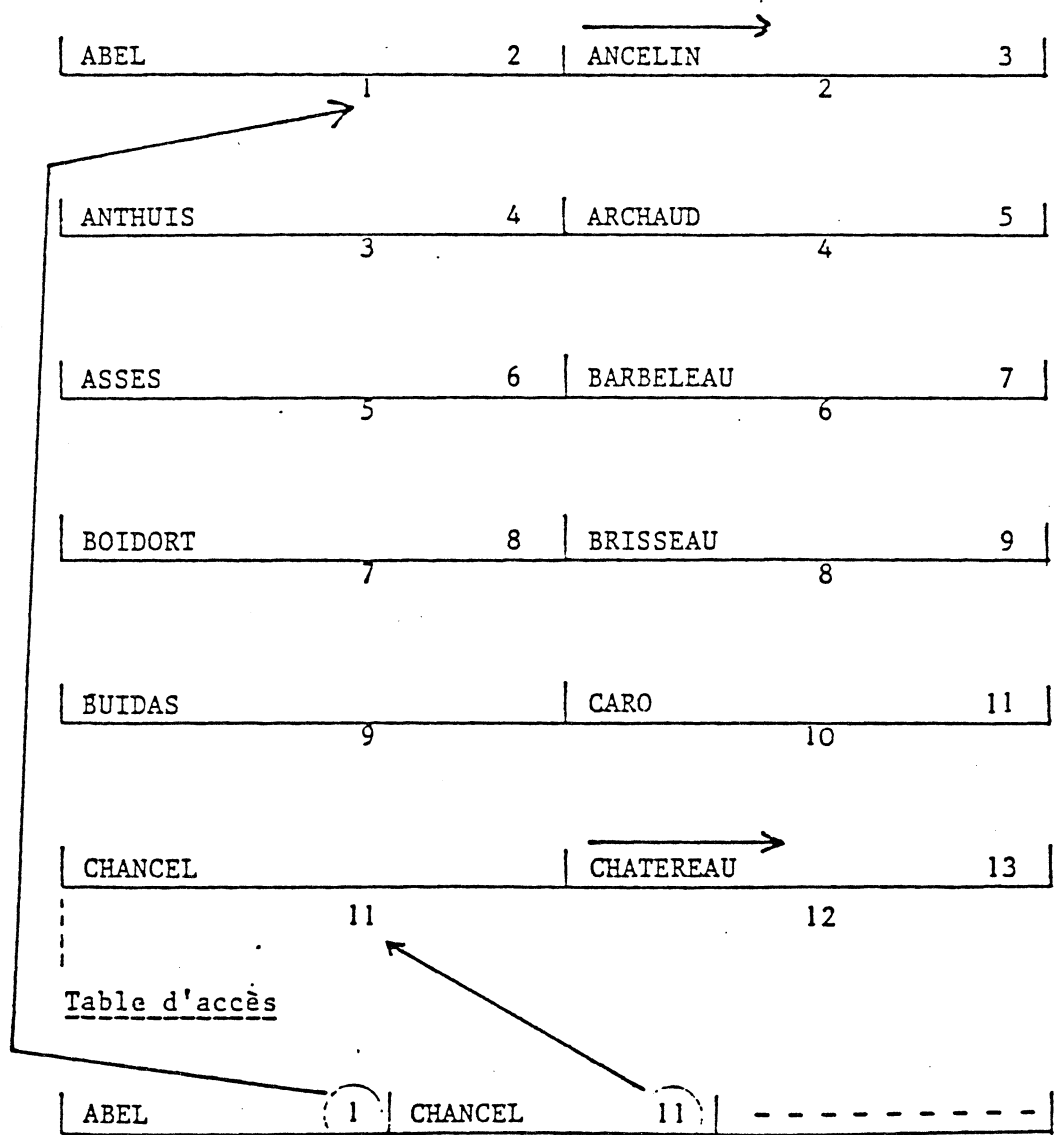 ABEL 2 ANCELIN 3
1 2
ANTHUIS 4 ARCHAUD 5
3 4
ASSES 6 BARBELEAU 7
5 6
BOIDORT 8 BRISSEAU 9
7 8
BUIDAS CARO 11
9 10
CHANCEL CHATEREAU 13
11 12
Table d'accès
ABEL 1 CHANCEL 11